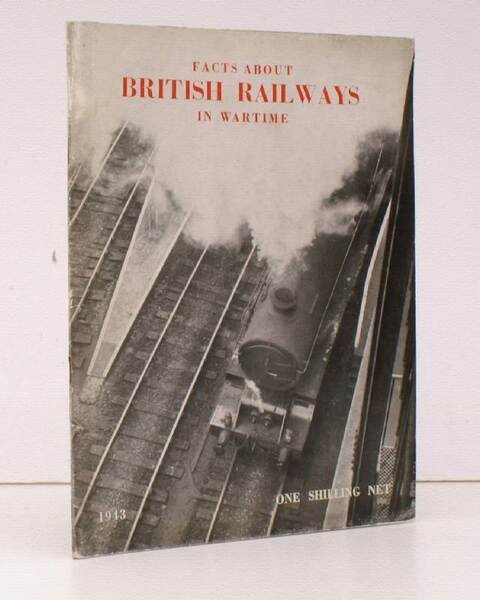 FACTS ABOUT
BRITISH RAILWAYS
IN WARTIME
ONE SHILLING NET
1943